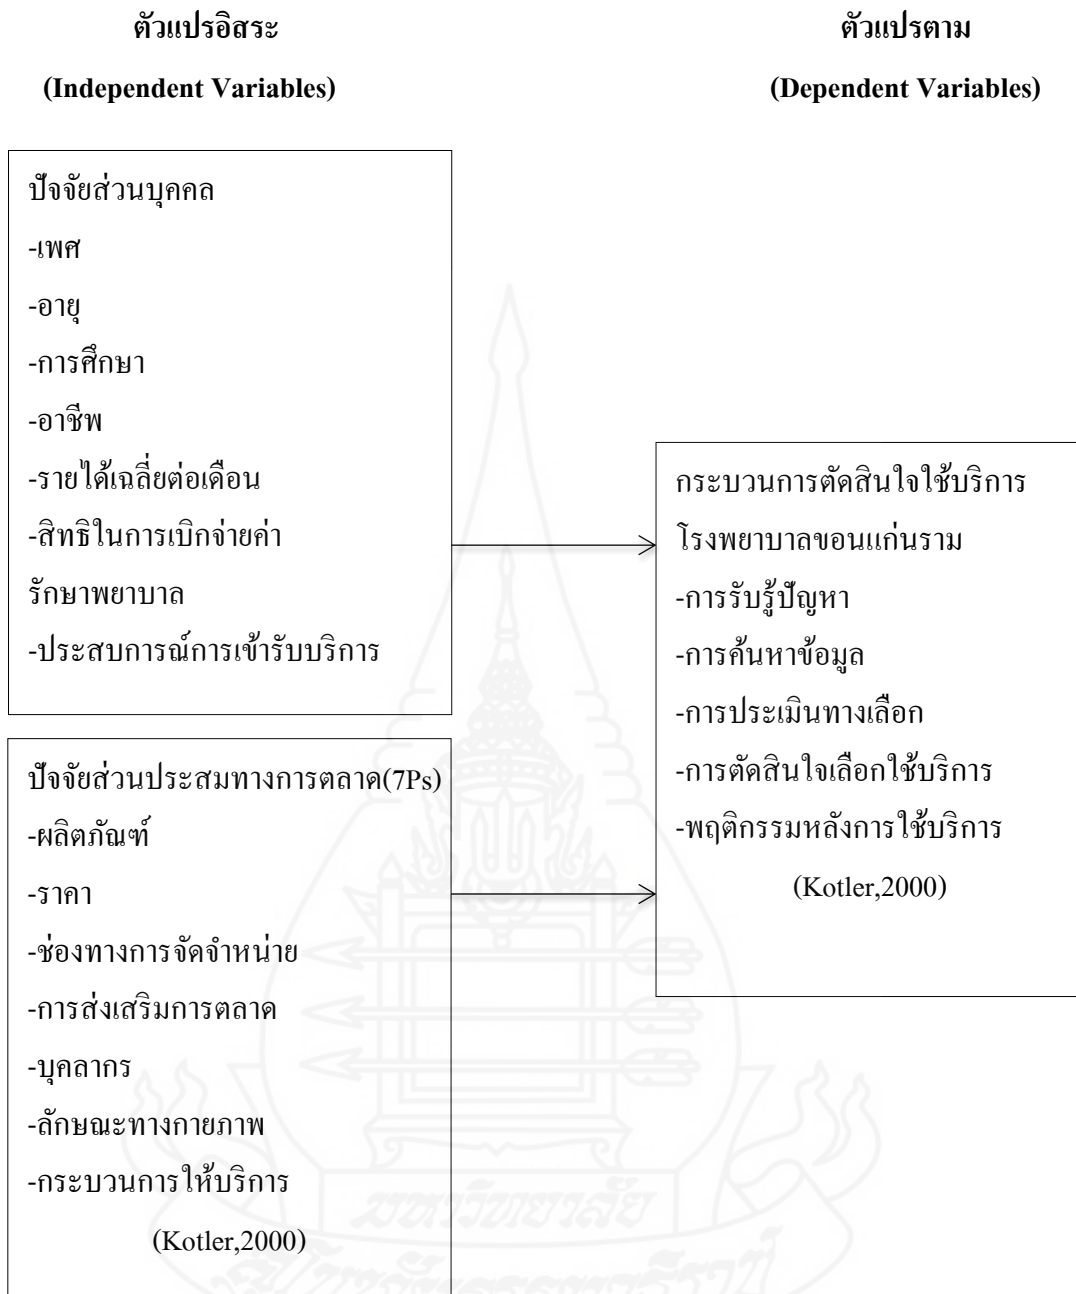 ตัวแปรอิสระ
(Independent Variables)
ตัวแปรตาม
(Dependent Variables)
ปัจจัยส่วนบุคคล
-เพศ
-อายุ
-การศึกษา
-อาชีพ
-รายได้เฉลี่ยต่อเดือน
-สิทธิในการเบิกจ่ายค่า
รักษาพยาบาล
-ประสบการณ์การเข้ารับบริการ
ปัจจัยส่วนประสมทางการตลาด(7Ps)
-ผลิตภัณฑ์
-ราคา
-ช่องทางการจัดจำหน่าย
-การส่งเสริมการตลาด
-บุคลากร
-ลักษณะทางกายภาพ
-กระบวนการให้บริการ
(Kotler,2000)
กระบวนการตัดสินใจใช้บริการ
โรงพยาบาลขอนแก่นราม
-การรับรู้ปัญหา
-การค้นหาข้อมูล
-การประเมินทางเลือก
-การตัดสินใจเลือกใช้บริการ
-พฤติกรรมหลังการใช้บริการ
(Kotler,2000)
มหาวิทยาลัย